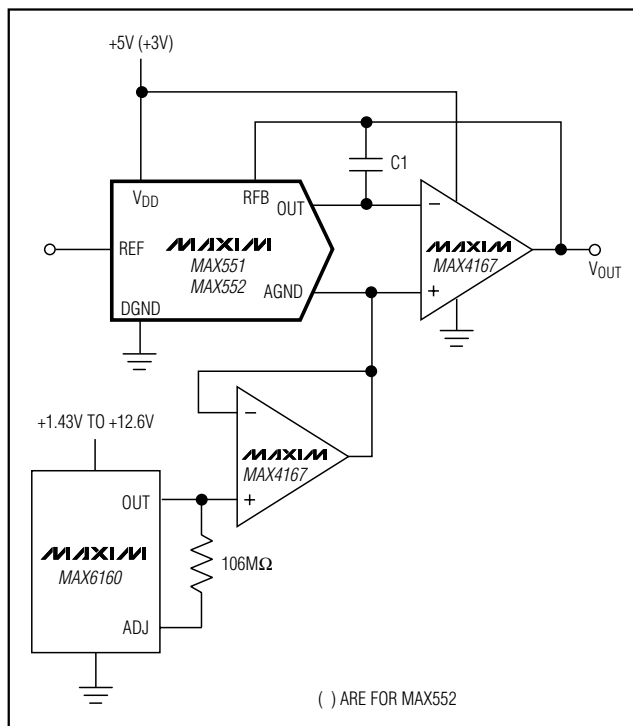 +5V (+3V)
C1
VDD
RFB
OUT
REF
MAXIM
MAX551
MAX552
AGND
DGND
−
MAXIM
MAX4167
+
VOUT
+1.43V TO +12.6V
−
MAXIM
MAX4167
+
OUT
MAXIM
MAX6160
106MΩ
ADJ
( ) ARE FOR MAX552